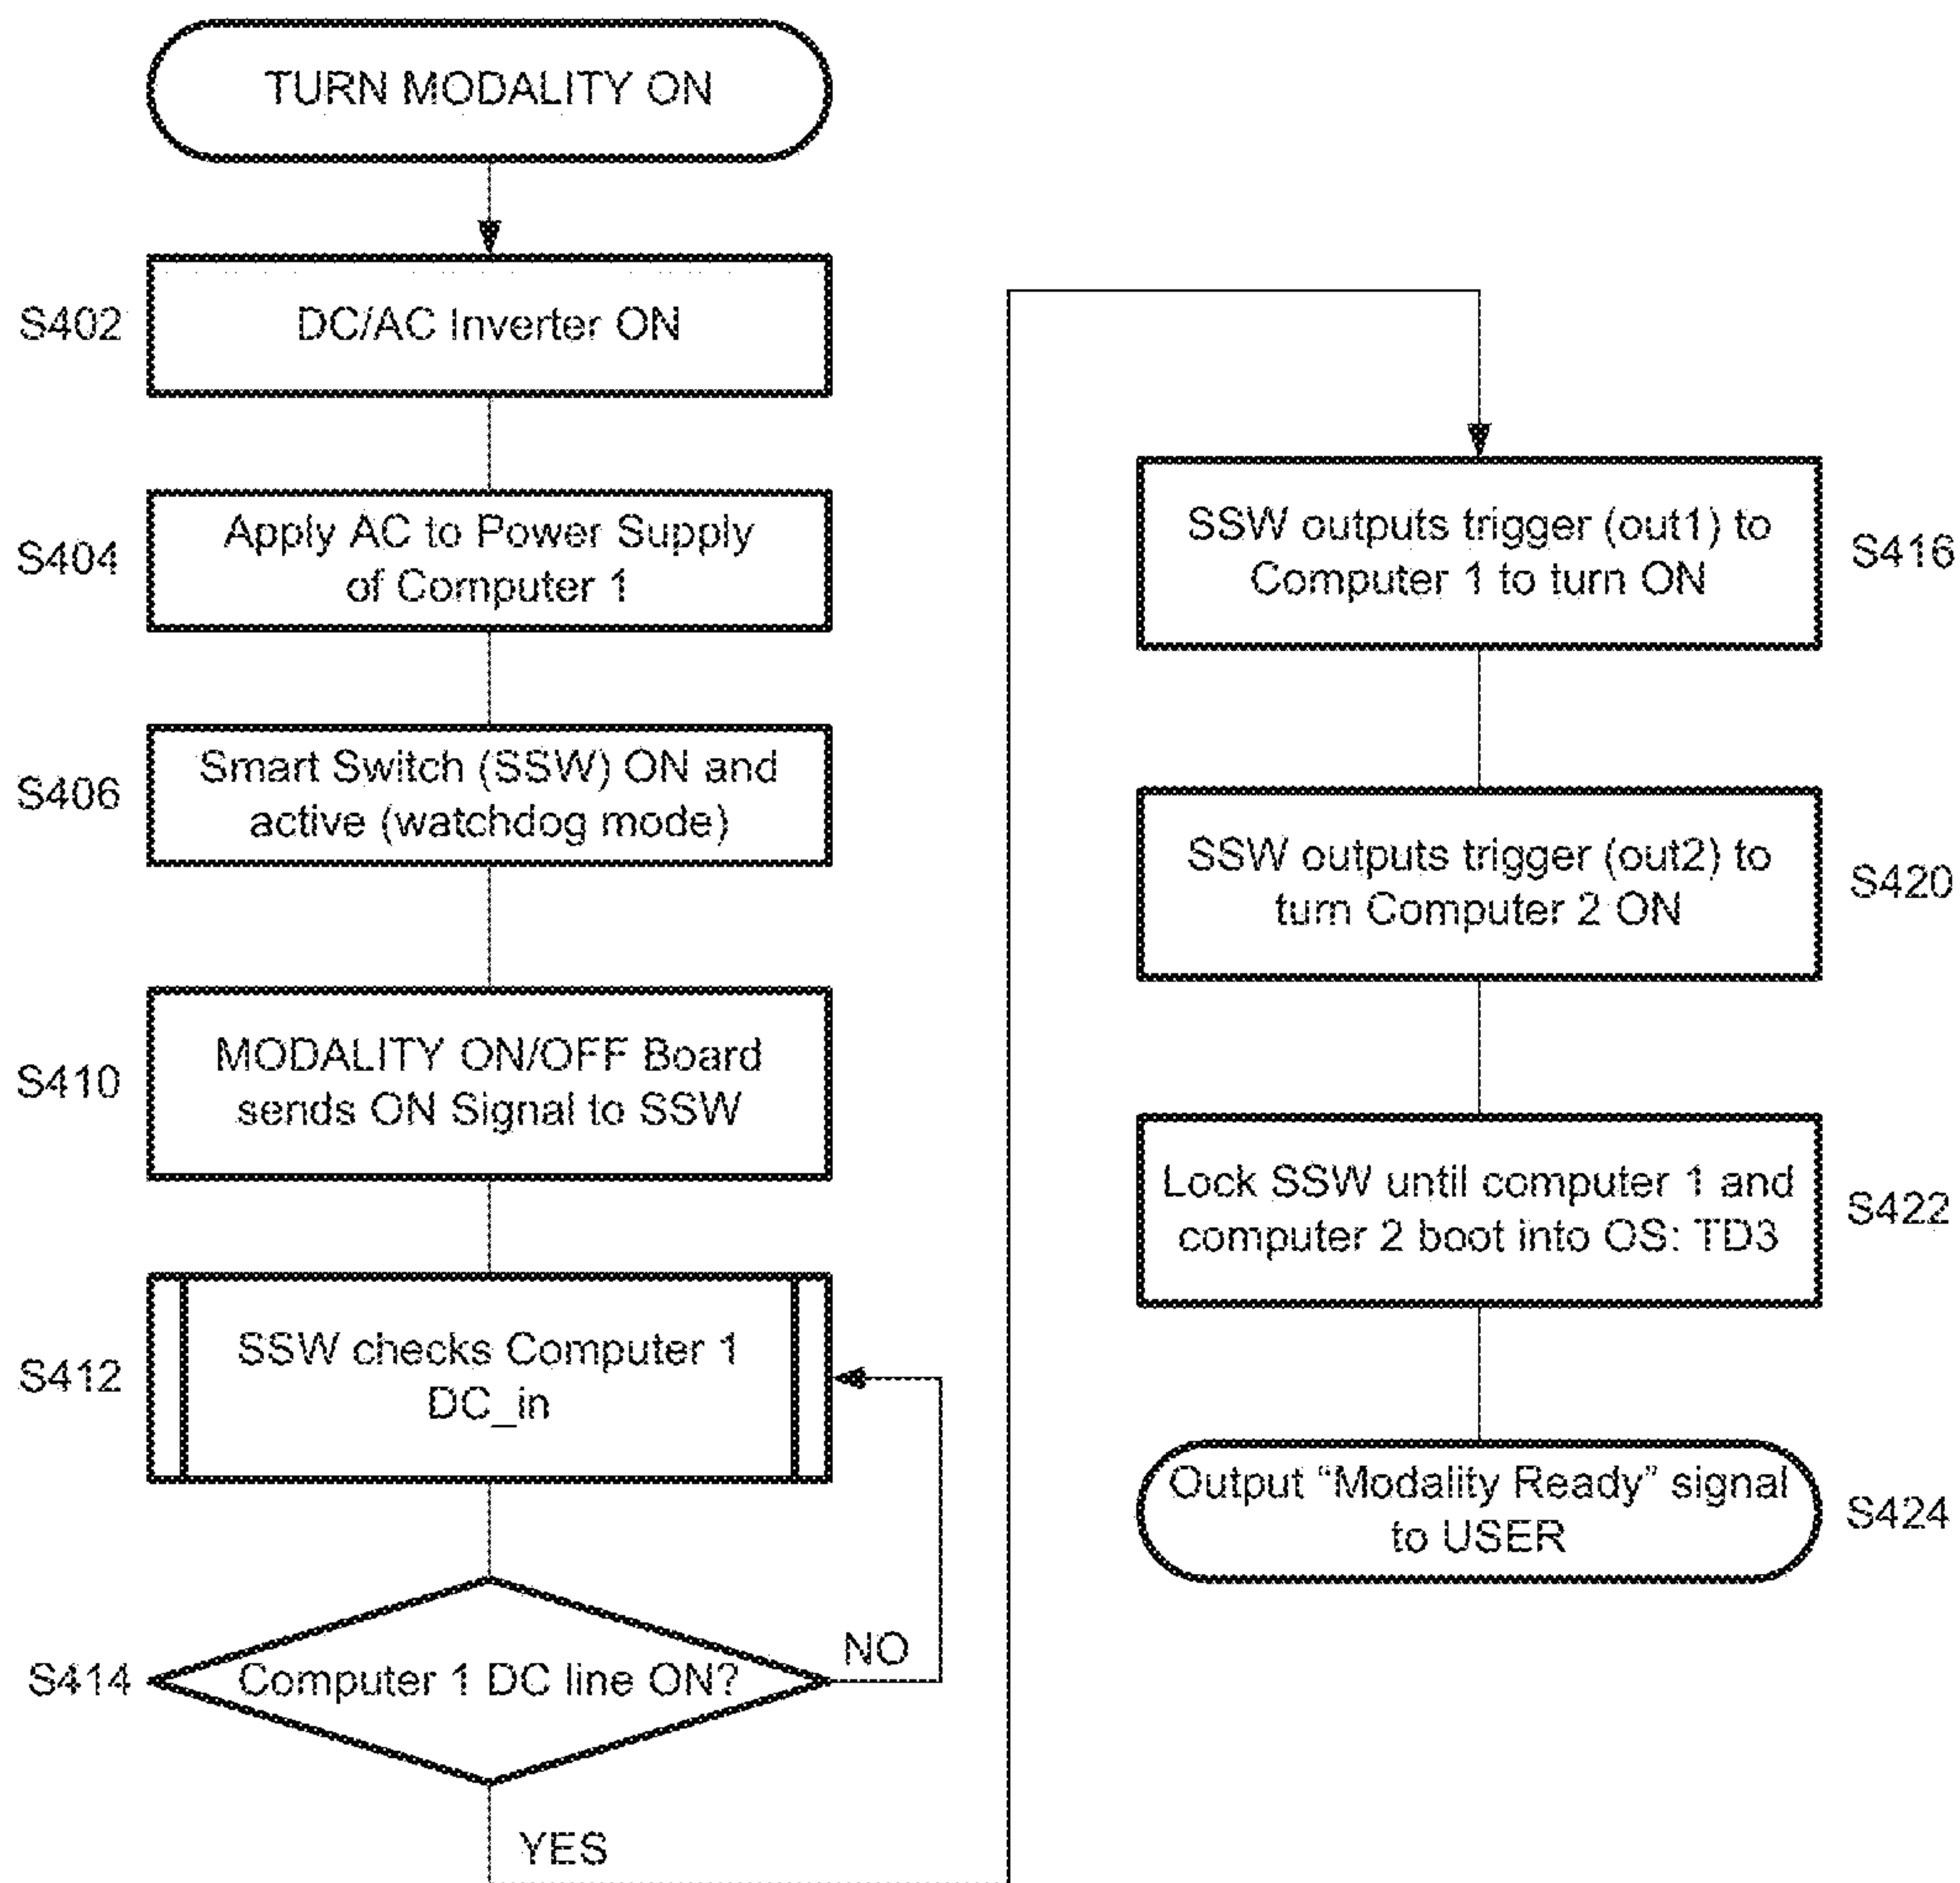 TURN MODALITY ON
S402
DC/AC Inverter ON
S404
Apply AC to Power Supply
of Computer 1
S406
Smart Switch (SSW) ON and
active (watchdog mode)
S410
MODALITY ON/OFF Board
sends ON Signal to SSW
S412
SSW checks Computer 1
DC_in
S414
Computer 1 DC line ON?
NO
YES
SSW outputs trigger (out1) to
Computer 1 to turn ON
S416
SSW outputs trigger (out2) to
turn Computer 2 ON
S420
Lock SSW until computer 1 and
computer 2 boot into OS: TD3
S422
Output “Modality Ready” signal
to USER
S424